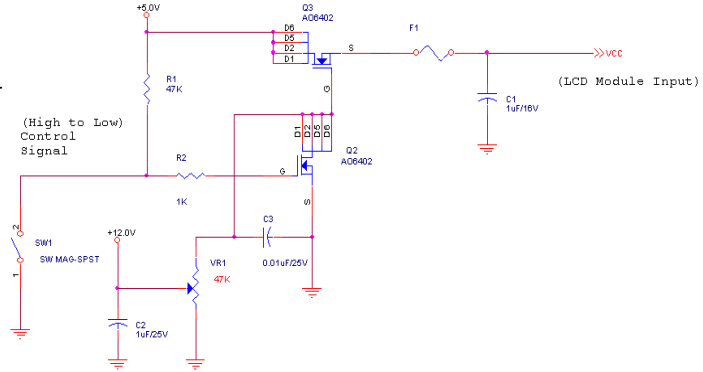 +5.0V
Q3
AO6402
D6
D5
D2
D1
S
G
F1
VCC
(LCD Module Input)
C1
1uF/16V
R1
47K
(High to Low)
Control
Signal
R2
1K
G
D1
D2
D5
D6
Q2
AO6402
S
2
SW1
SW MAG-SPST
1
+12.0V
C3
0.01uF/25V
VR1
47K
C2
1uF/25V